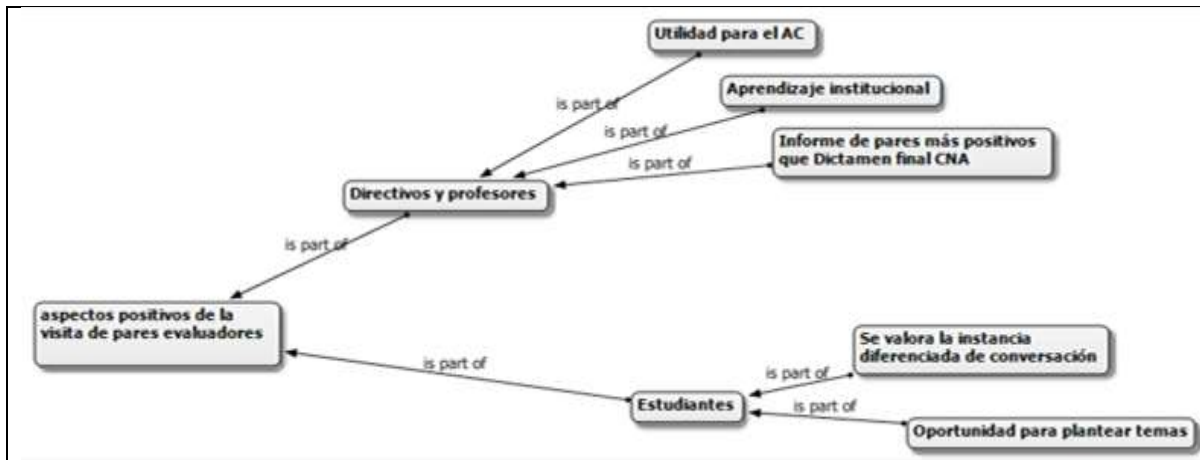 Utilidad para el AC
is part of
Aprendizaje institucional
is part of
Informe de pares más positivos
que Dictamen final CNA
is part of
Directivos y profesores
is part of
aspectos positivos de la
visita de pares evaluadores
is part of
Se valora la instancia
diferenciada de conversación
is part of
Estudiantes
is part of
Oportunidad para plantear temas